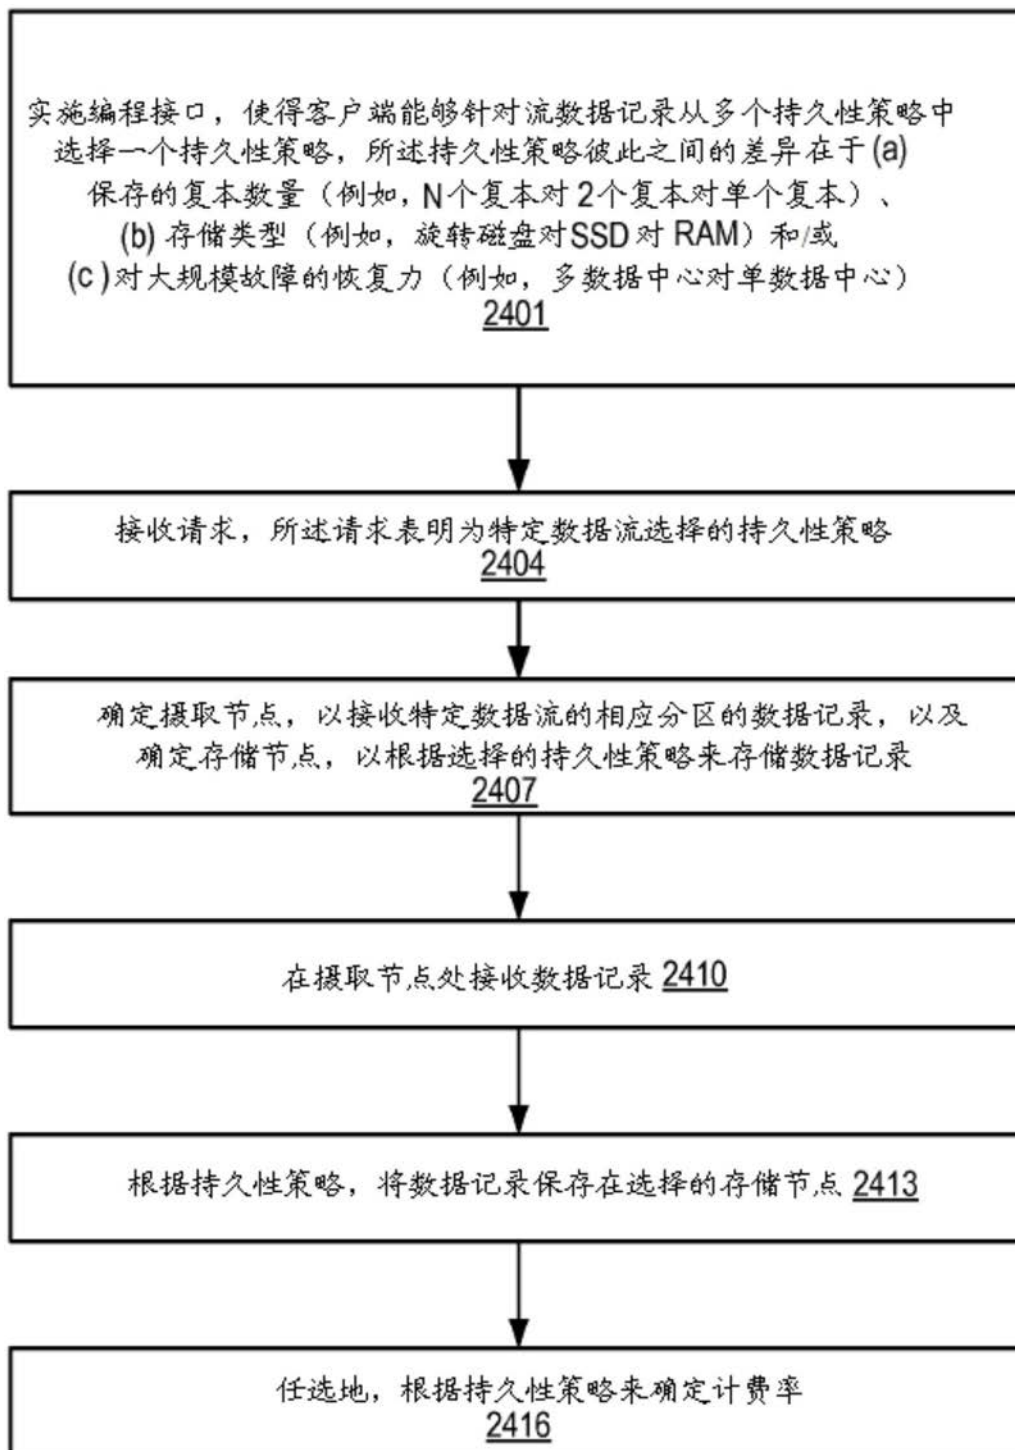 实施编程接口，使得客户端能够针对流数据记录从多个持久性策略中
选择一个持久性策略，所述持久性策略彼此之间的差异在于(a)
保存的复本数量（例如，N个复本对2个复本对单个复本）、
(b) 存储类型（例如，旋转磁盘对SSD对RAM）和/或
(c)对大规模故障的恢复力（例如，多数据中心对单数据中心）
2401
接收请求，所述请求表明为特定数据流选择的持久性策略
2404
确定摄取节点，以接收特定数据流的相应分区的数据记录，以及
确定存储节点，以根据选择的持久性策略来存储数据记录
2407
在摄取节点处接收数据记录 2410
根据持久性策略，将数据记录保存在选择的存储节点 2413
任选地，根据持久性策略来确定计费率
2416